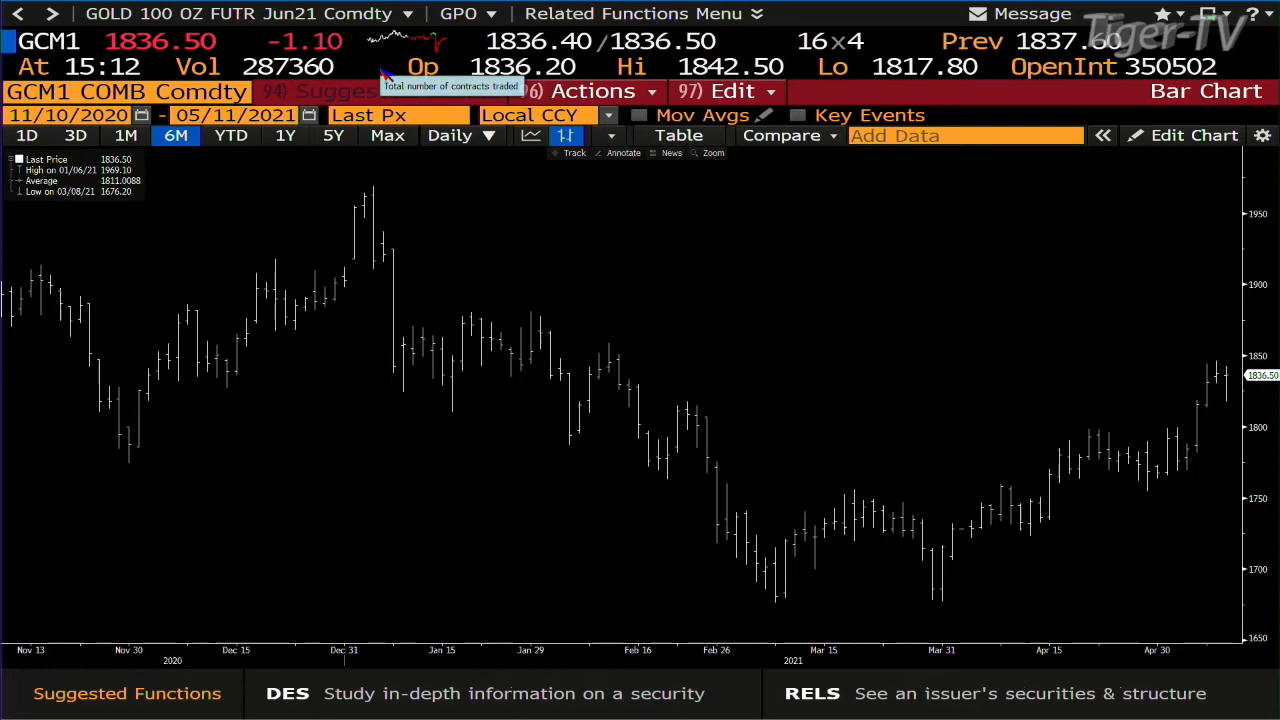 GOLD 100 OZ FUTR Jun21 Comdty GPO Related Functions Menu Message ?
GCM1 1836.50 -1.10 1836.40 /1836.50 16x4 Prev 1837.60
Tiger-TV
At 15:12 Vol 287360 Op 1836.20 Hi 1842.50 Lo 1817.80 OpenInt 350502
Total number of contracts traded
GCM1 COMB Comdty 94) Sugges 96) Actions 97) Edit Bar Chart
11/10/2020 - 05/11/2021 Last Px Local CCY Mov Avgs Key Events
1D 3D 1M 6M YTD 1Y 5Y Max Daily ▼ Table Compare Add Data « Edit Chart
Track Annotate News Zoom
Last Price 1836.50
High on 01/06/21 1969.10
Average 1811.0088
Low on 03/08/21 1676.20
1950
1900
1850
1836.50
1800
1750
1700
1650
Nov 13 Nov 30 Dec 15 Dec 31 Jan 15 Jan 29 Feb 16 Feb 26 Mar 15 Mar 31 Apr 15 Apr 30
2020 2021
Suggested Functions DES Study in-depth information on a security RELS See an issuer's securities & structure